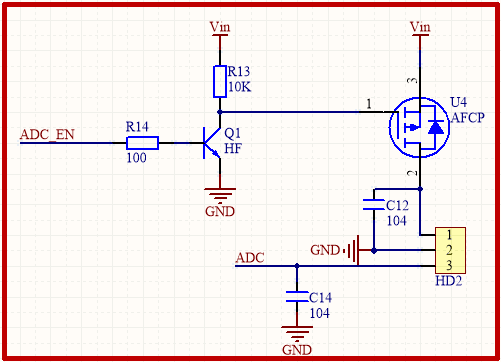 Vin
Vin
R13
10K
3
1
U4
AFCP
ADC_EN
R14
100
Q1
HF
GND
2
C12
104
GND
1
2
3
HD2
ADC
C14
104
GND